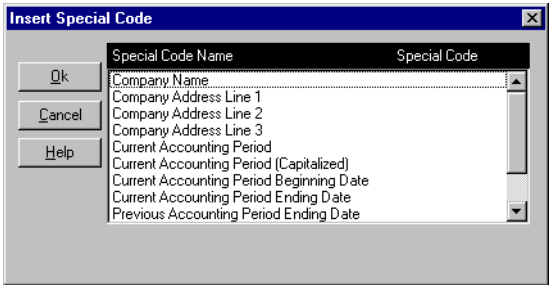 Insert Special Code
Special Code Name Special Code
Ok
Cancel
Help
Company Name
Company Address Line 1
Company Address Line 2
Company Address Line 3
Current Accounting Period
Current Accounting Period (Capitalized)
Current Accounting Period Beginning Date
Current Accounting Period Ending Date
Previous Accounting Period Ending Date